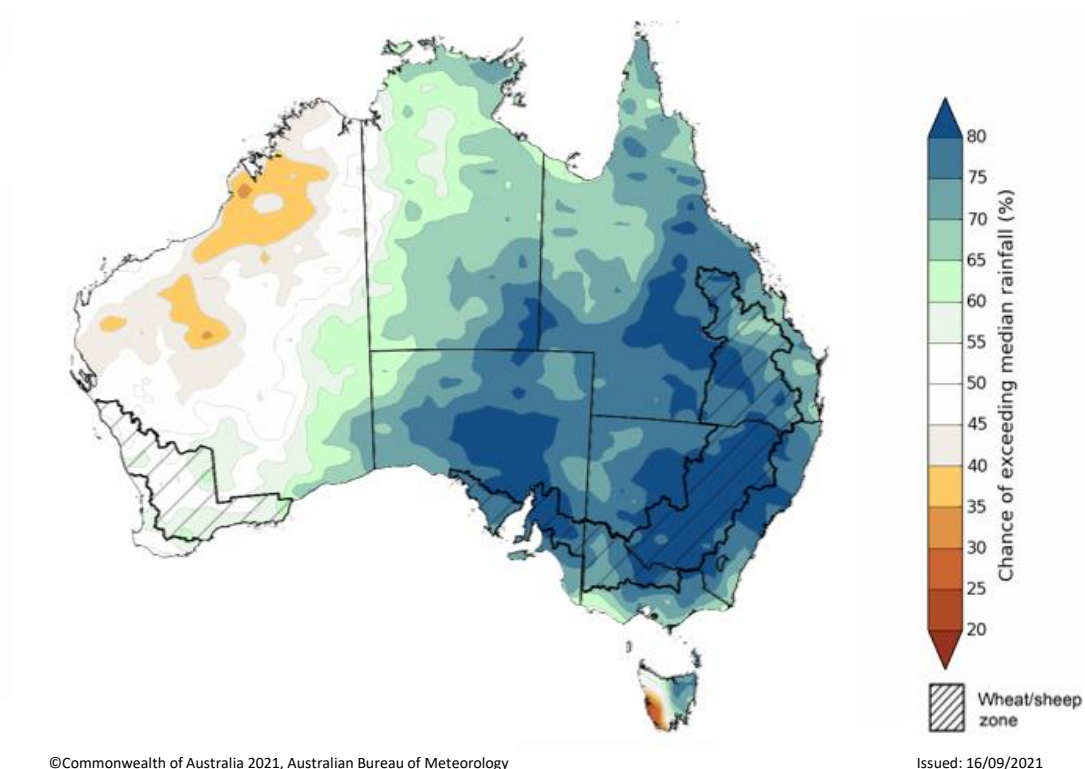 80
75
70
65
60
55
50
45
40
35
30
25
20
Chance of exceeding median rainfall (%)
Wheat/sheep
zone
©Commonwealth of Australia 2021, Australian Bureau of Meteorology
Issued: 16/09/2021